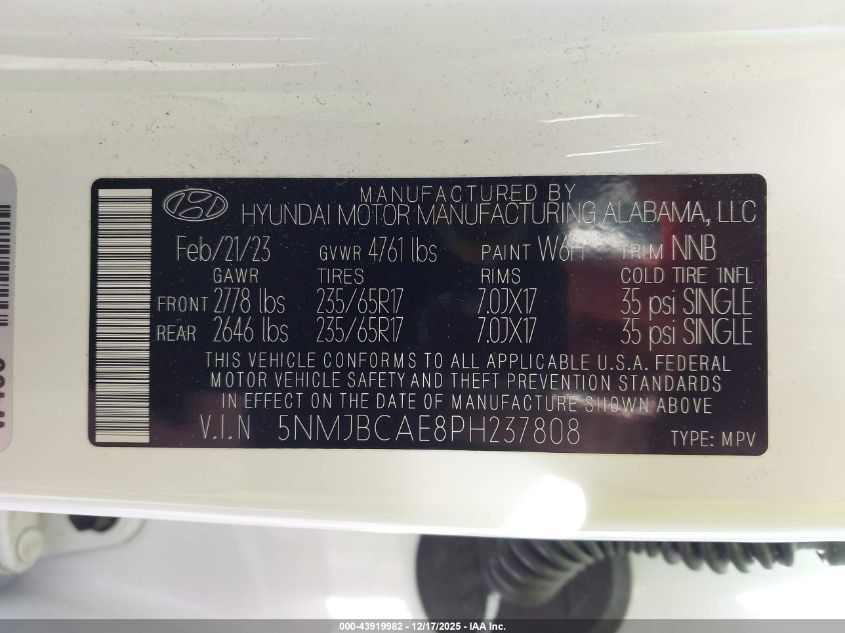 MANUFACTURED BY
HYUNDAI MOTOR MANUFACTURING ALABAMA, LLC
Feb/21/23 GVWR 4761 lbs PAINT W6H TRIM NNB
GAWR TIRES RIMS COLD TIRE INFL
FRONT 2778 lbs 235/65R17 7.0JX17 35 psi SINGLE
REAR 2646 lbs 235/65R17 7.0JX17 35 psi SINGLE
THIS VEHICLE CONFORMS TO ALL APPLICABLE U.S.A. FEDERAL
MOTOR VEHICLE SAFETY AND THEFT PREVENTION STANDARDS
IN EFFECT ON THE DATE OF MANUFACTURE SHOWN ABOVE
V.I.N 5NMJBCAE8PH237808 TYPE: MPV
000-43919982 - 12/17/2025 - IAA Inc.